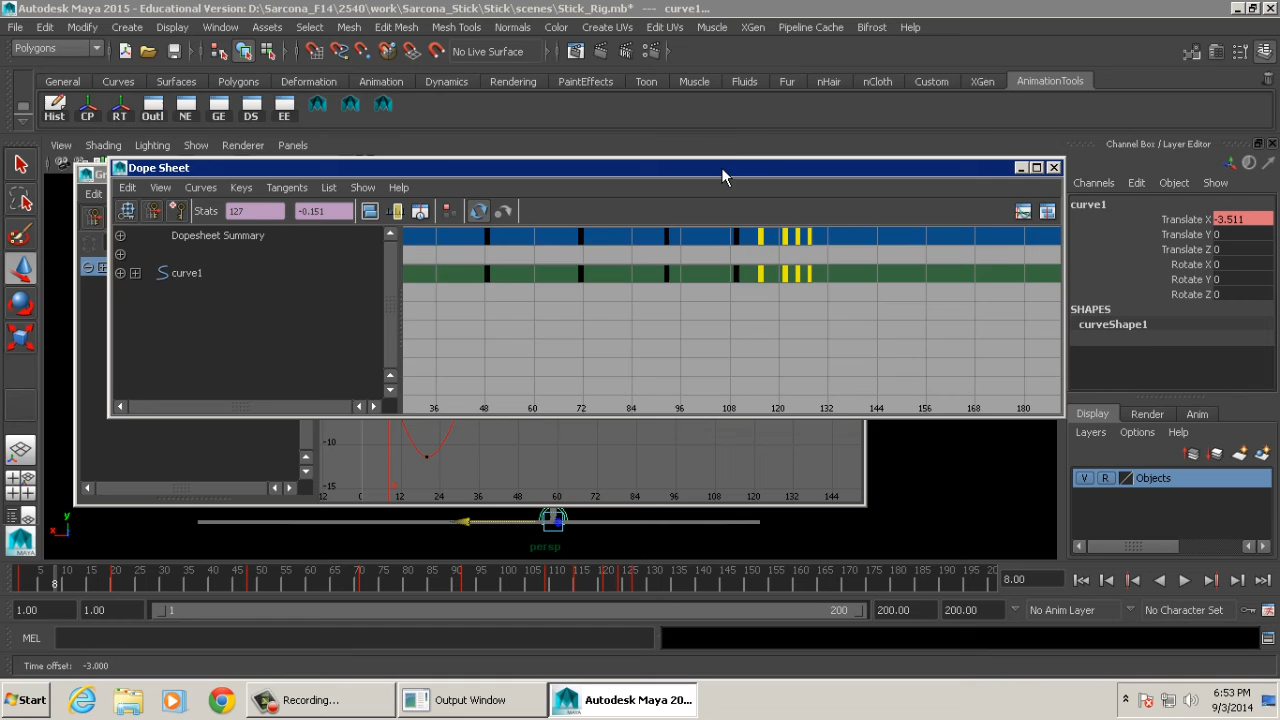 Autodesk Maya 2015 - Educational Version: D:\Sarcona_F14\2540\work\Sarcona_Stick\Stick\scenes\Stick_Rig.mb* --- curve1...
File Edit Modify Create Display Window Assets Select Mesh Edit Mesh Mesh Tools Normals Color Create UVs Edit UVs Muscle XGen Pipeline Cache Bifrost Help
Polygons No Live Surface
General Curves Surfaces Polygons Deformation Animation Dynamics Rendering PaintEffects Toon Muscle Fluids Fur nHair nCloth Custom XGen AnimationTools
Hist CP RT Outl NE GE DS EE
View Shading Lighting Show Renderer Panels
Channel Box / Layer Editor
Dope Sheet
Edit View Curves Keys Tangents List Show Help
Edit
Channels Edit Object Show
Stats 127 -0.151
curve1
Translate X -3.511
Translate Y 0
Translate Z 0
Rotate X 0
Rotate Y 0
Rotate Z 0
SHAPES
curveShape1
Dopesheet Summary
curve1
36 48 60 72 84 96 108 120 132 144 156 168 180
-10
-15
12 0 12 24 36 48 60 72 84 96 108 120 132 144
Display Render Anim
Layers Options Help
V R Objects
y
x
persp
5 10 15 20 25 30 35 40 45 50 55 60 65 70 75 80 85 90 95 100 105 110 115 120 125 130 135 140 145 150 155 160 165 170 175 180 185 190 195 20
8
8.00
1.00 1.00 1 200 200.00 200.00 No Anim Layer No Character Set
MEL
Time offset: -3.000
Start Recording... Output Window Autodesk Maya 20... 6:53 PM
9/3/2014
MAYA